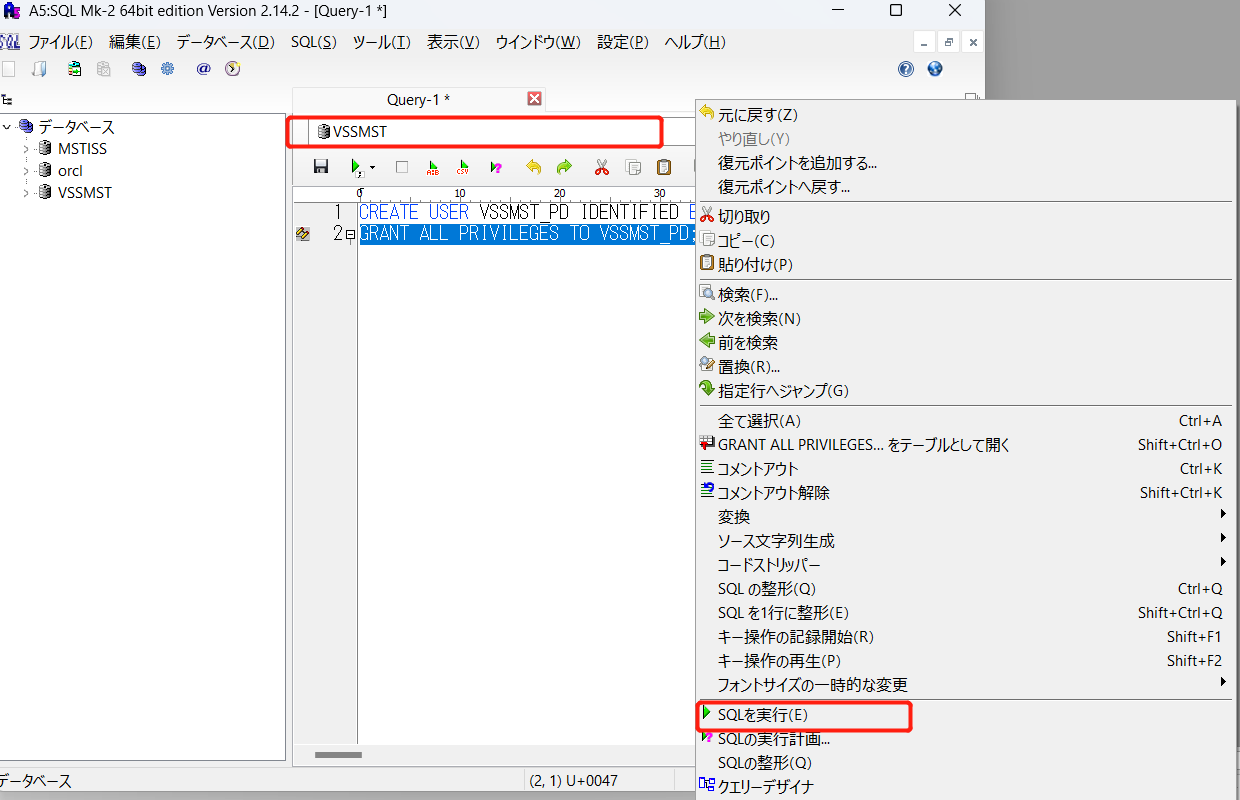 A5:SQL Mk-2 64bit edition Version 2.14.2 - [Query-1 *]
SQL ファイル(F) 編集(E) データベース(D) SQL(S) ツール(T) 表示(V) ウインドウ(W) 設定(P) ヘルプ(H)
Query-1 *
データベース
MSTISS
orcl
VSSMST
VSSMST
0 10 20 30
1 CREATE USER VSSMST_PD IDENTIFIED
2 GRANT ALL PRIVILEGES TO VSSMST_PD;
元に戻す(Z)
やり直し(Y)
復元ポイントを追加する...
復元ポイントへ戻す...
切り取り
コピー(C)
貼り付け(P)
検索(F)...
次を検索(N)
前を検索
置換(R)...
指定行へジャンプ(G)
全て選択(A) Ctrl+A
GRANT ALL PRIVILEGES... をテーブルとして開く Shift+Ctrl+O
コメントアウト Ctrl+K
コメントアウト解除 Shift+Ctrl+K
変換
ソース文字列生成
コードストリッパー
SQL の整形(Q) Ctrl+Q
SQL を1行に整形(E) Shift+Ctrl+Q
キー操作の記録開始(R) Shift+F1
キー操作の再生(P) Shift+F2
フォントサイズの一時的な変更
SQLを実行(E)
SQLの実行計画...
SQLの整形(Q)
クエリーデザイナ
データベース
(2, 1) U+0047